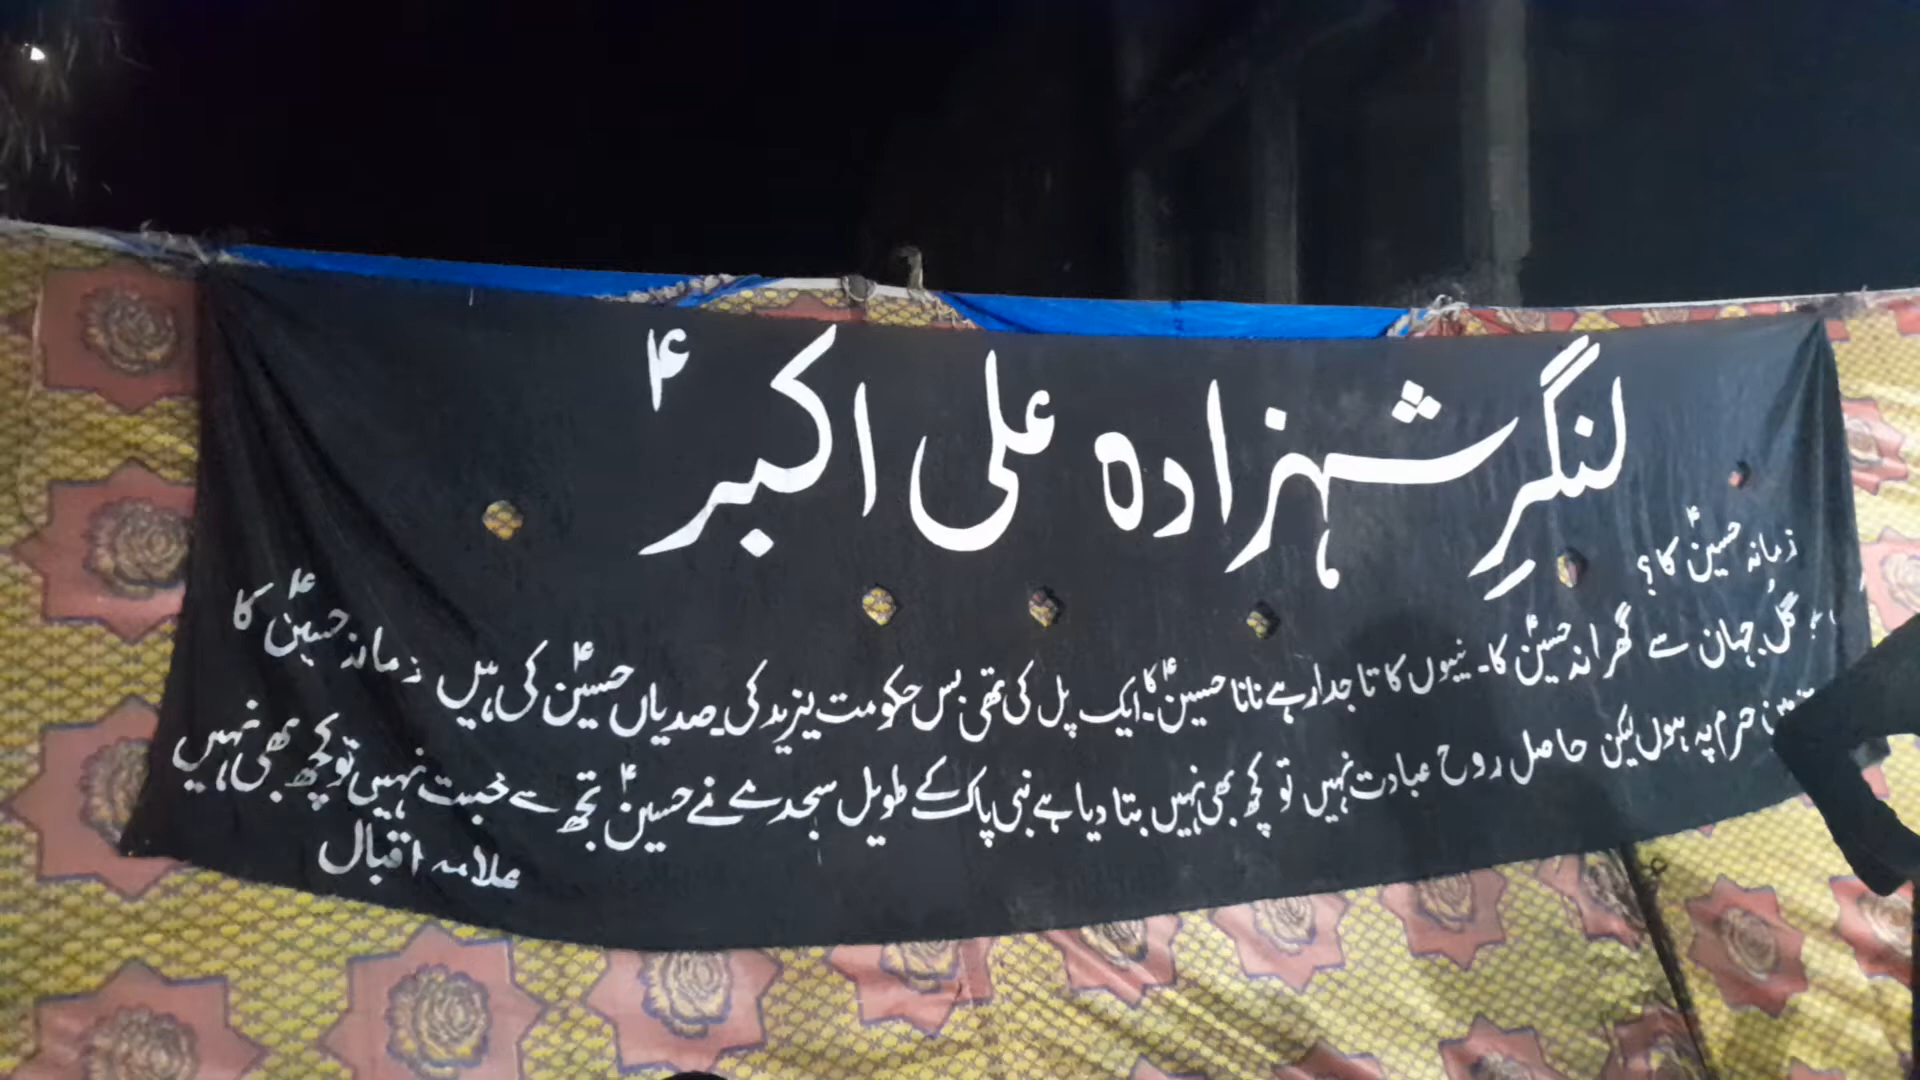 لنگرِ شہزادہ علی اکبر ؑ
زمانہ حسین ؑ کا؟
گُل جہان سے گھرانہ حسین ؑ کا۔ نبیوں کا تاجدار ہے نانا حسین ؑ کا۔ ایک پل کی تھی بس حکومت یزید کی۔ صدیاں حسین ؑ کی ہیں زمانہ حسین ؑ کا
حرم پہ ہوں لیکن حاصل روح عبادت نہیں تو کچھ بھی نہیں بتا دیا ہے نبی پاک کے طویل سجدے نے حسین ؑ تجھ سے محبت نہیں تو کچھ بھی نہیں
علامہ اقبال